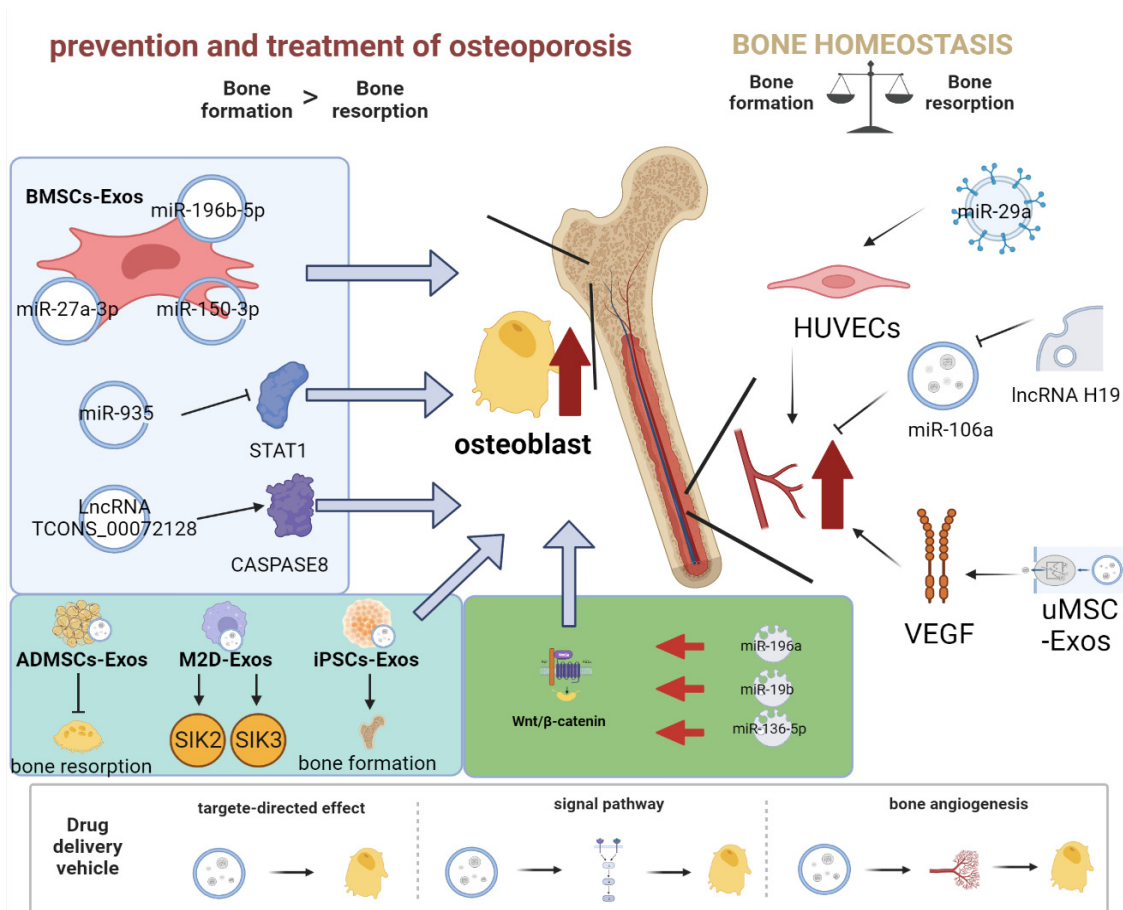 prevention and treatment of osteoporosis
Bone
formation
>
Bone
resorption
BONE HOMEOSTASIS
Bone
formation
Bone
resorption
BMSCs-Exos
miR-196b-5p
miR-27a-3p
miR-150-3p
miR-935
STAT1
LncRNA
TCONS_00072128
CASPASE8
osteoblast
miR-29a
HUVECs
miR-106a
lncRNA H19
VEGF
uMSC
-Exos
ADMSCs-Exos
M2D-Exos
iPSCs-Exos
bone resorption
SIK2
SIK3
bone formation
Wnt/β-catenin
miR-196a
miR-19b
miR-136-5p
Drug
delivery
vehicle
targete-directed effect
signal pathway
bone angiogenesis